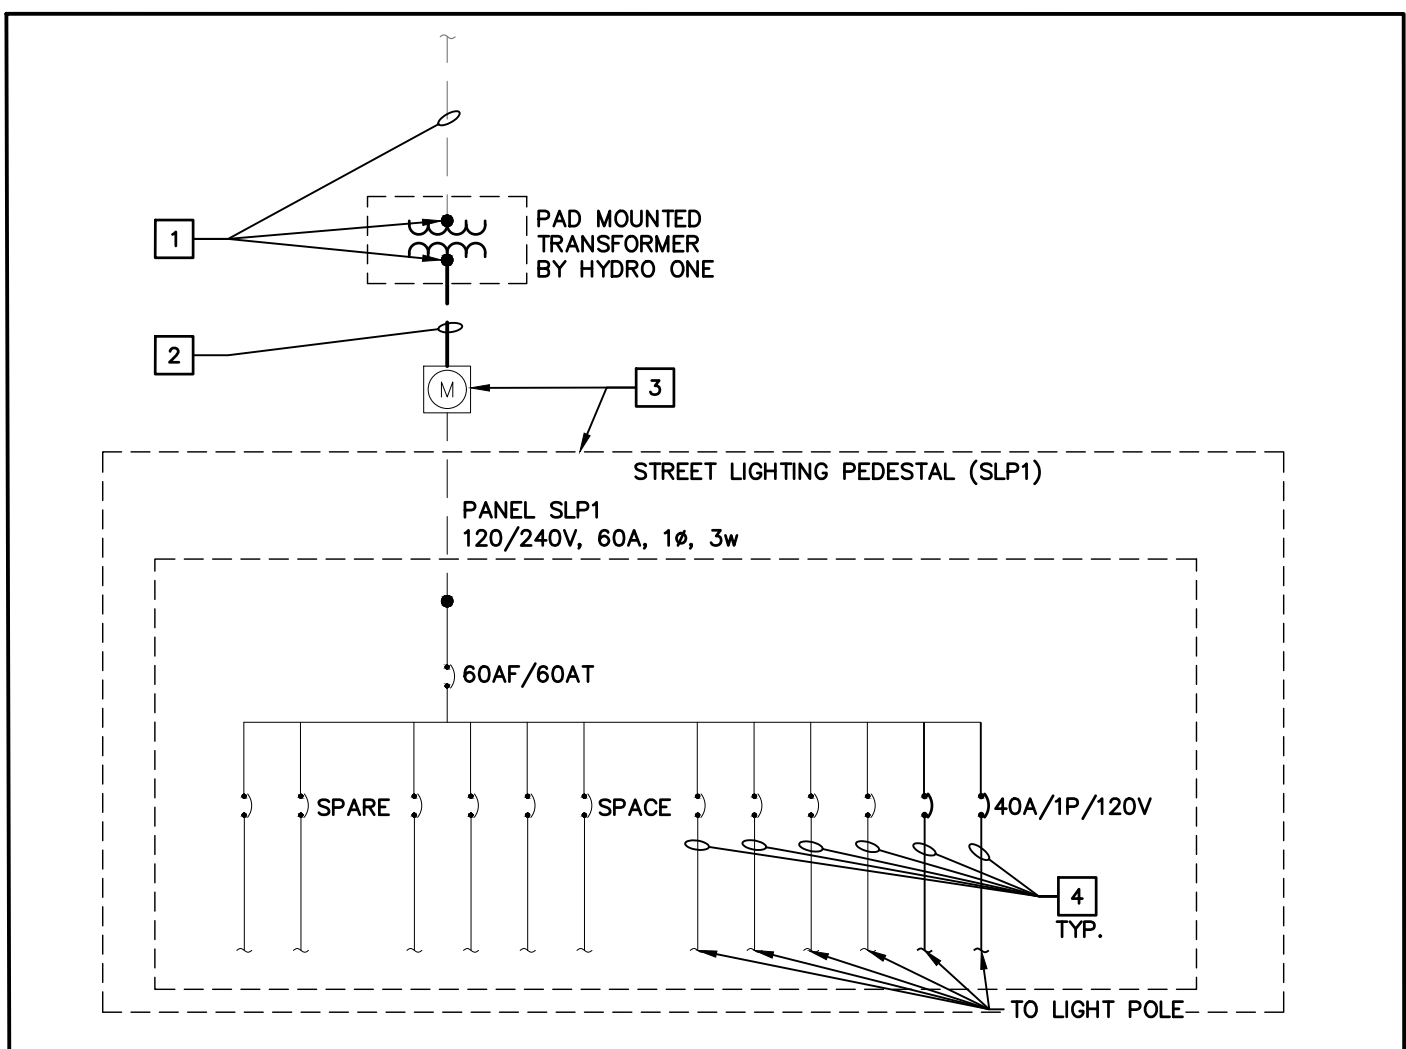 PAD MOUNTED
TRANSFORMER
BY HYDRO ONE
1
2
M
3
STREET LIGHTING PEDESTAL (SLP1)
PANEL SLP1
120/240V, 60A, 1ø, 3w
60AF/60AT
SPARE
SPACE
40A/1P/120V
4
TYP.
TO LIGHT POLE